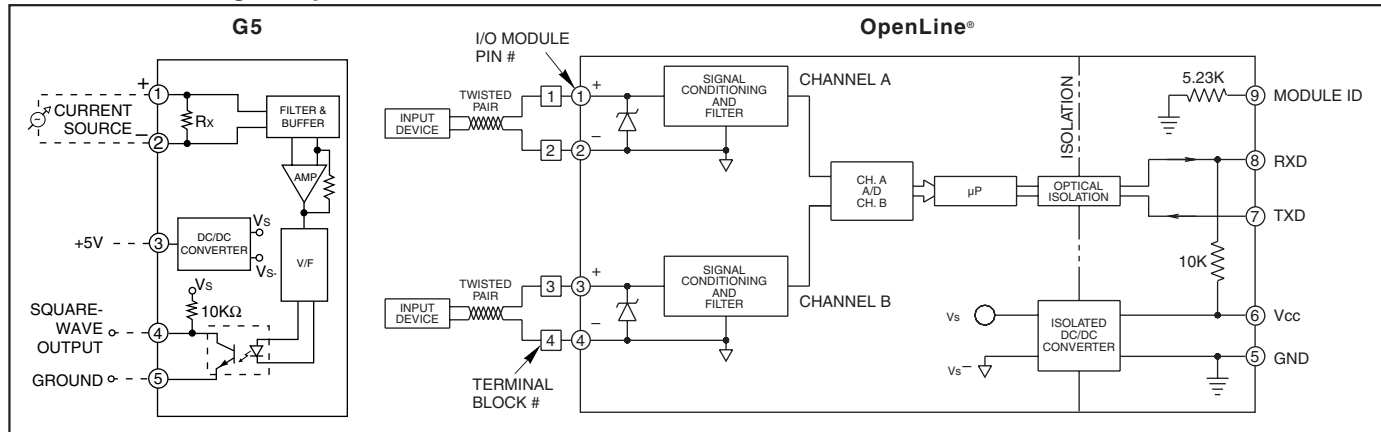 G5
+
1
CURRENT
SOURCE
–
2
RX
FILTER &
BUFFER
AMP
+5V
3
DC/DC
CONVERTER
Vs
Vs-
V/F
Vs
10KΩ
SQUARE-
WAVE
OUTPUT
4
GROUND
5
OpenLine®
I/O MODULE
PIN #
INPUT
DEVICE
TWISTED
PAIR
1
1
+
2
2
–
SIGNAL
CONDITIONING
AND
FILTER
CHANNEL A
INPUT
DEVICE
TWISTED
PAIR
3
3
+
4
4
–
SIGNAL
CONDITIONING
AND
FILTER
CHANNEL B
TERMINAL
BLOCK #
CH. A
A/D
CH. B
µP
OPTICAL
ISOLATION
ISOLATION
5.23K
9
MODULE ID
8
RXD
7
TXD
10K
Vs
Vs–
ISOLATED
DC/DC
CONVERTER
6
Vcc
5
GND